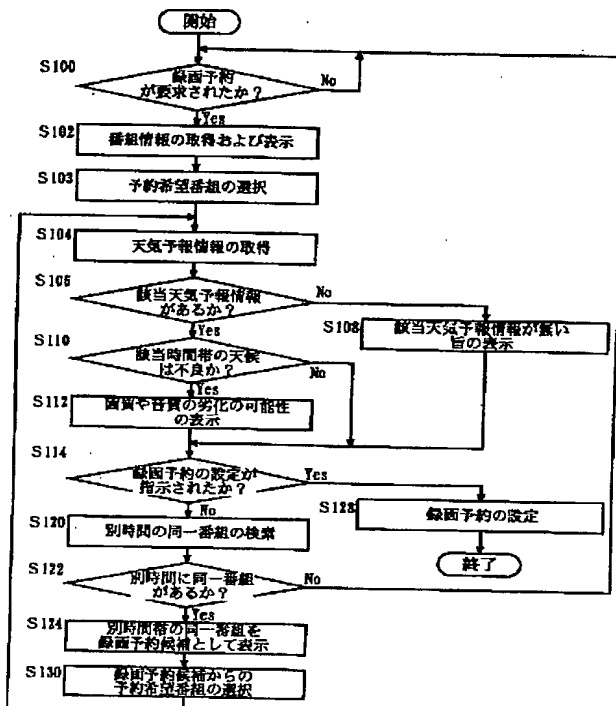 開始
S100
録画予約
が要求されたか？
No
Yes
S102
番組情報の取得および表示
S103
予約希望番組の選択
S104
天気予報情報の取得
S106
該当天気予報情報
があるか？
No
Yes
S108
該当天気予報情報が無い
旨の表示
S110
該当時間帯の天候
は不良か？
No
Yes
S112
画質や音質の劣化の可能性
の表示
S114
録画予約の設定が
指示されたか？
Yes
No
S128
録画予約の設定
終了
S120
別時間の同一番組の検索
S122
別時間に同一番組
があるか？
No
Yes
S124
別時間帯の同一番組を
録画予約候補として表示
S130
録画予約候補からの
予約希望番組の選択